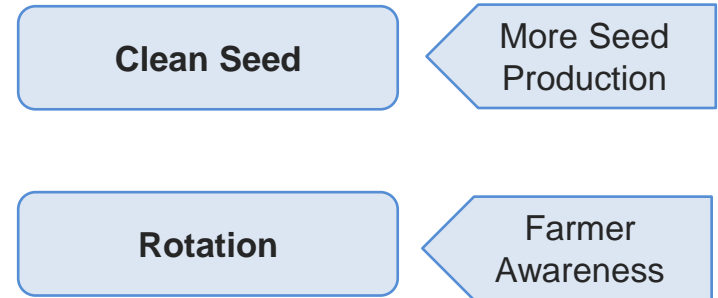 Clean Seed
More Seed
Production
Rotation
Farmer
Awareness